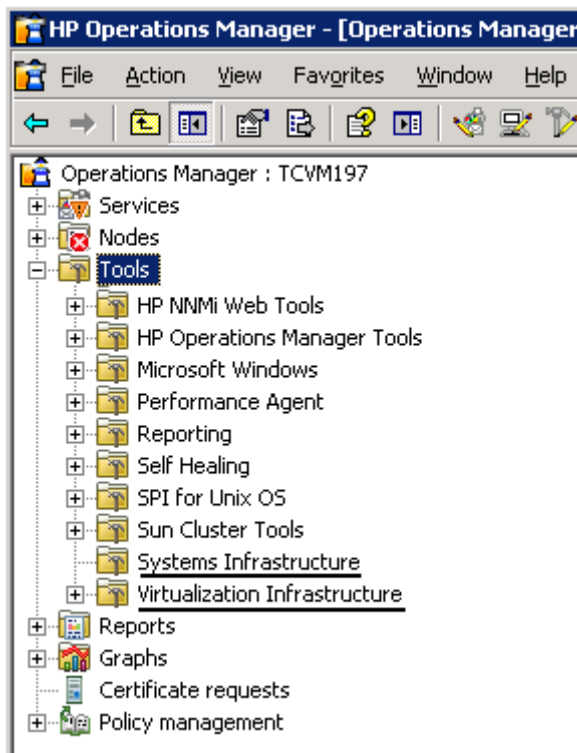 HP Operations Manager - [Operations Manager
File Action View Favorites Window Help
Operations Manager : TCVM197
Services
Nodes
Tools
HP NNMi Web Tools
HP Operations Manager Tools
Microsoft Windows
Performance Agent
Reporting
Self Healing
SPI for Unix OS
Sun Cluster Tools
Systems Infrastructure
Virtualization Infrastructure
Reports
Graphs
Certificate requests
Policy management